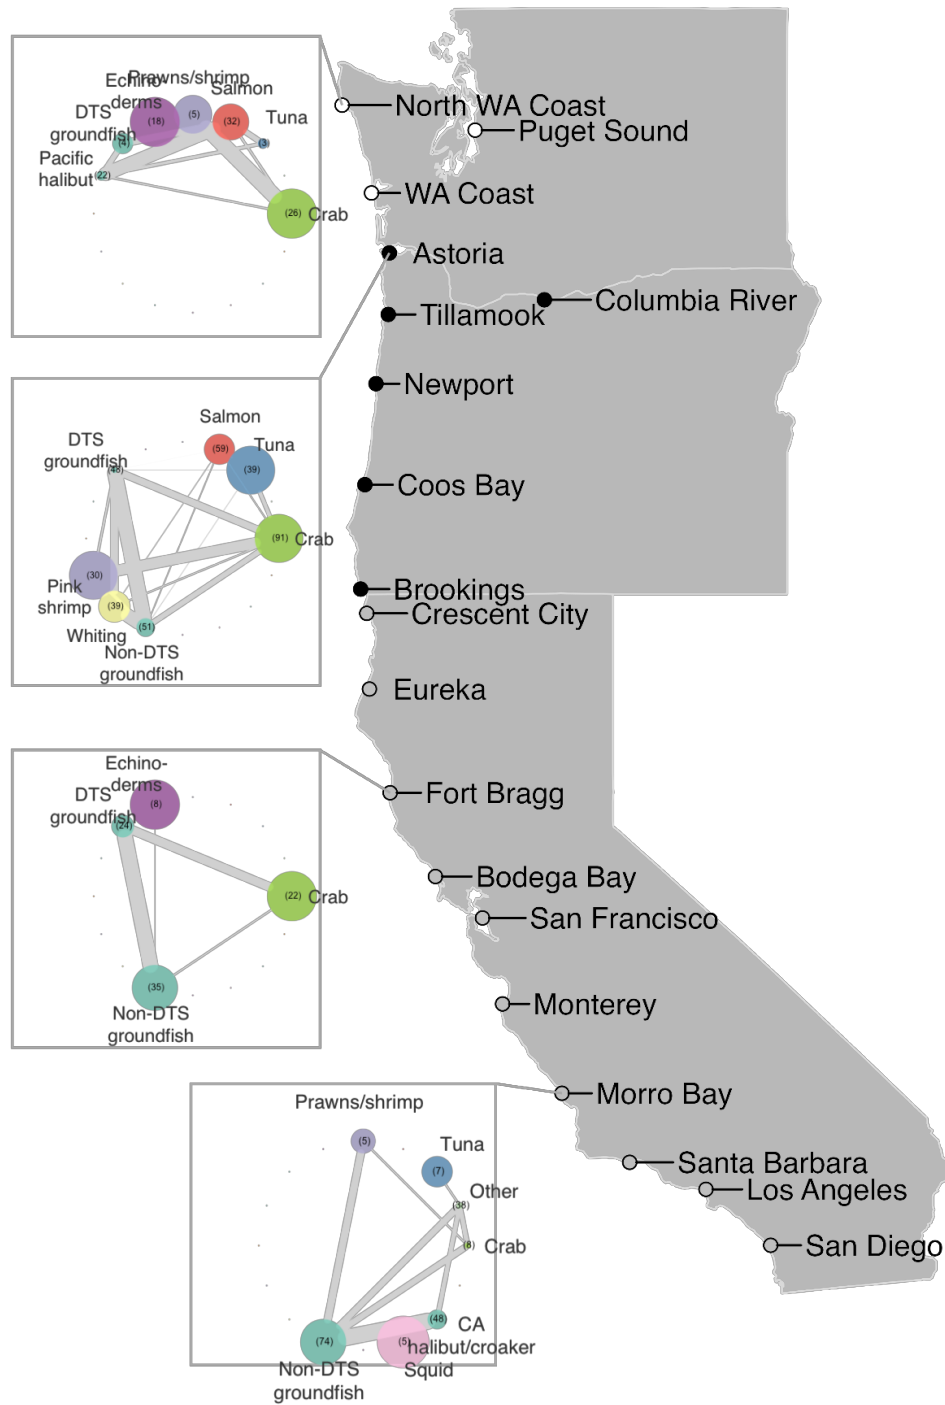 Prawns/shrimp
Echino-
derms
Salmon
DTS
groundfish
Tuna
Pacific
halibut
(18)
(5)
(32)
(4)
(3
(22)
(26)
Crab
North WA Coast
Puget Sound
WA Coast
Astoria
Columbia River
Tillamook
Newport
Salmon
DTS
groundfish
Tuna
(59)
(48
(39)
(91)
Crab
(30)
Pink
shrimp
(39)
Whiting
(51)
Non-DTS
groundfish
Coos Bay
Brookings
Crescent City
Eureka
Echino-
derms
DTS
groundfish
(8)
(24)
(22)
Crab
(35)
Non-DTS
groundfish
Fort Bragg
Bodega Bay
San Francisco
Monterey
Morro Bay
Prawns/shrimp
(5)
Tuna
(7)
Other
(38)
(8)
Crab
(48)
CA
halibut/croaker
(74)
(5)
Squid
Non-DTS
groundfish
Santa Barbara
Los Angeles
San Diego